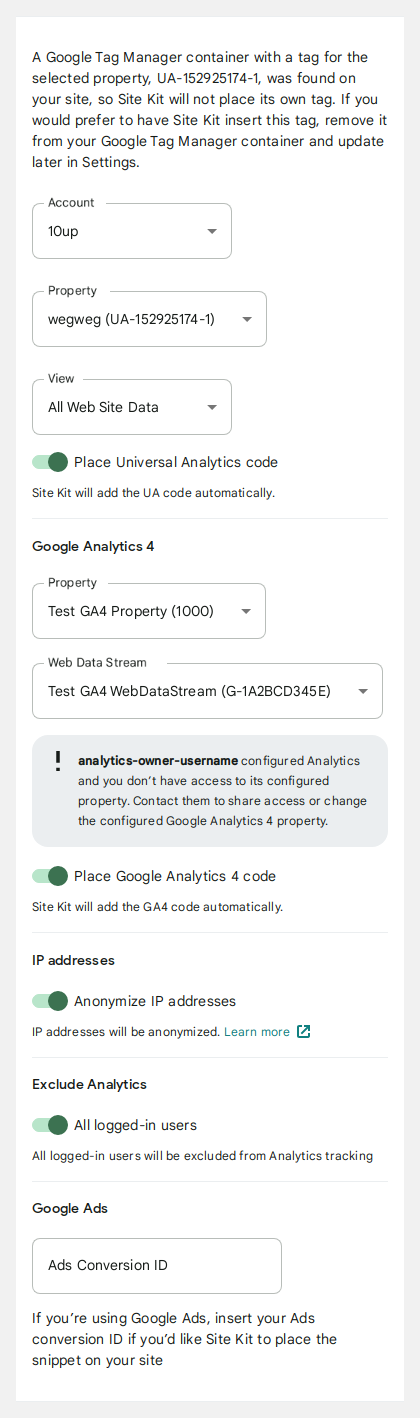 A Google Tag Manager container with a tag for the
selected property, UA-152925174-1, was found on
your site, so Site Kit will not place its own tag. If you
would prefer to have Site Kit insert this tag, remove it
from your Google Tag Manager container and update
later in Settings.
Account
10up
Property
wegweg (UA-152925174-1)
View
All Web Site Data
Place Universal Analytics code
Site Kit will add the UA code automatically.
Google Analytics 4
Property
Test GA4 Property (1000)
Web Data Stream
Test GA4 WebDataStream (G-1A2BCD345E)
analytics-owner-username configured Analytics
and you don’t have access to its configured
property. Contact them to share access or change
the configured Google Analytics 4 property.
Place Google Analytics 4 code
Site Kit will add the GA4 code automatically.
IP addresses
Anonymize IP addresses
IP addresses will be anonymized. Learn more
Exclude Analytics
All logged-in users
All logged-in users will be excluded from Analytics tracking
Google Ads
Ads Conversion ID
If you’re using Google Ads, insert your Ads
conversion ID if you’d like Site Kit to place the
snippet on your site